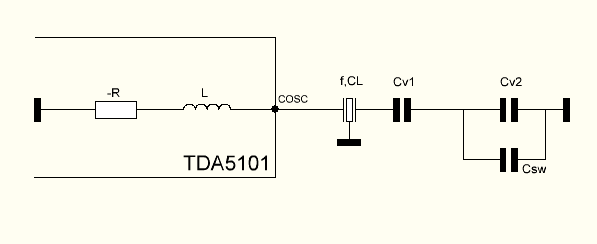 -R
L
COSC
f,CL
Cv1
Cv2
TDA5101
Csw